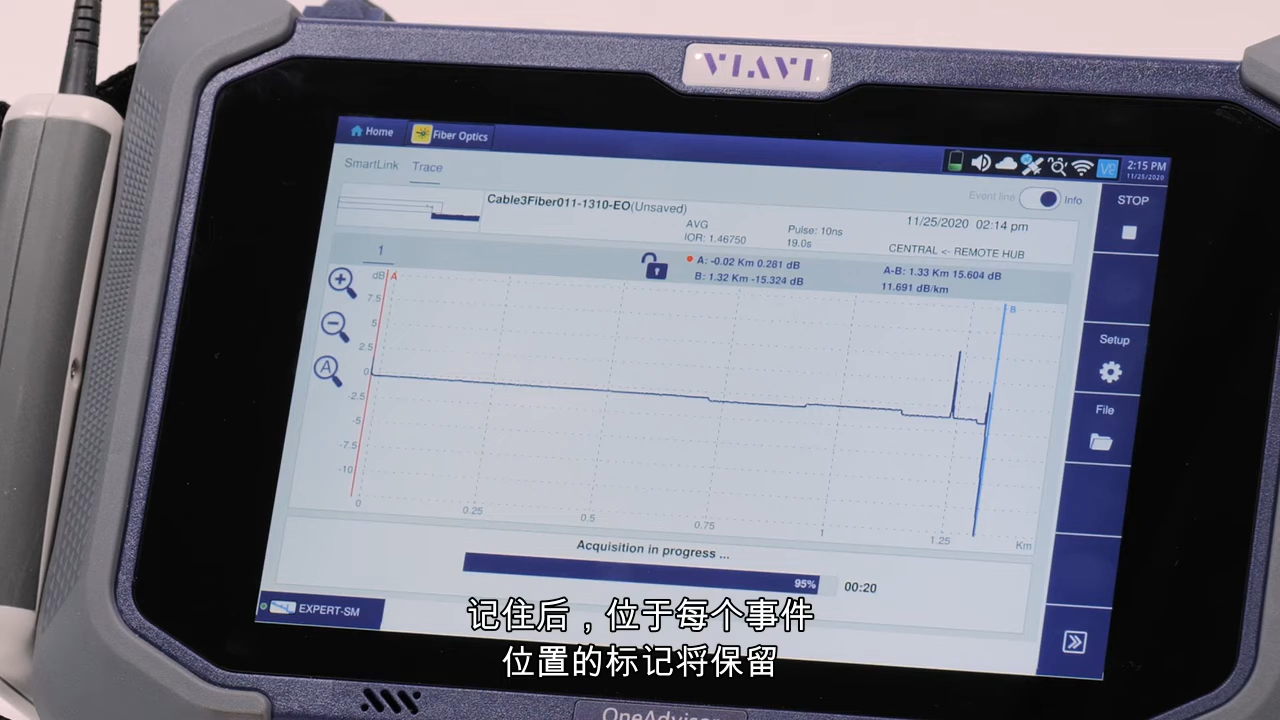 VIAVI
Home
Fiber Optics
2:15 PM
11/25/2020
SmartLink
Trace
Event line
Info
STOP
Cable3Fiber011-1310-EO(Unsaved)
11/25/2020 02:14 pm
AVG
Pulse: 10ns
IOR: 1.46750
19.0s
CENTRAL <- REMOTE HUB
1
A: -0.02 Km 0.281 dB
A-B: 1.33 Km 15.604 dB
B: 1.32 Km -15.324 dB
11.691 dB/km
dB
A
B
7.5
5
2.5
0
-2.5
-5
-7.5
-10
0
0.25
0.5
0.75
1
1.25
Km
Setup
File
Acquisition in progress ...
95%
00:20
EXPERT-SM
记住后，位于每个事件
位置的标记将保留